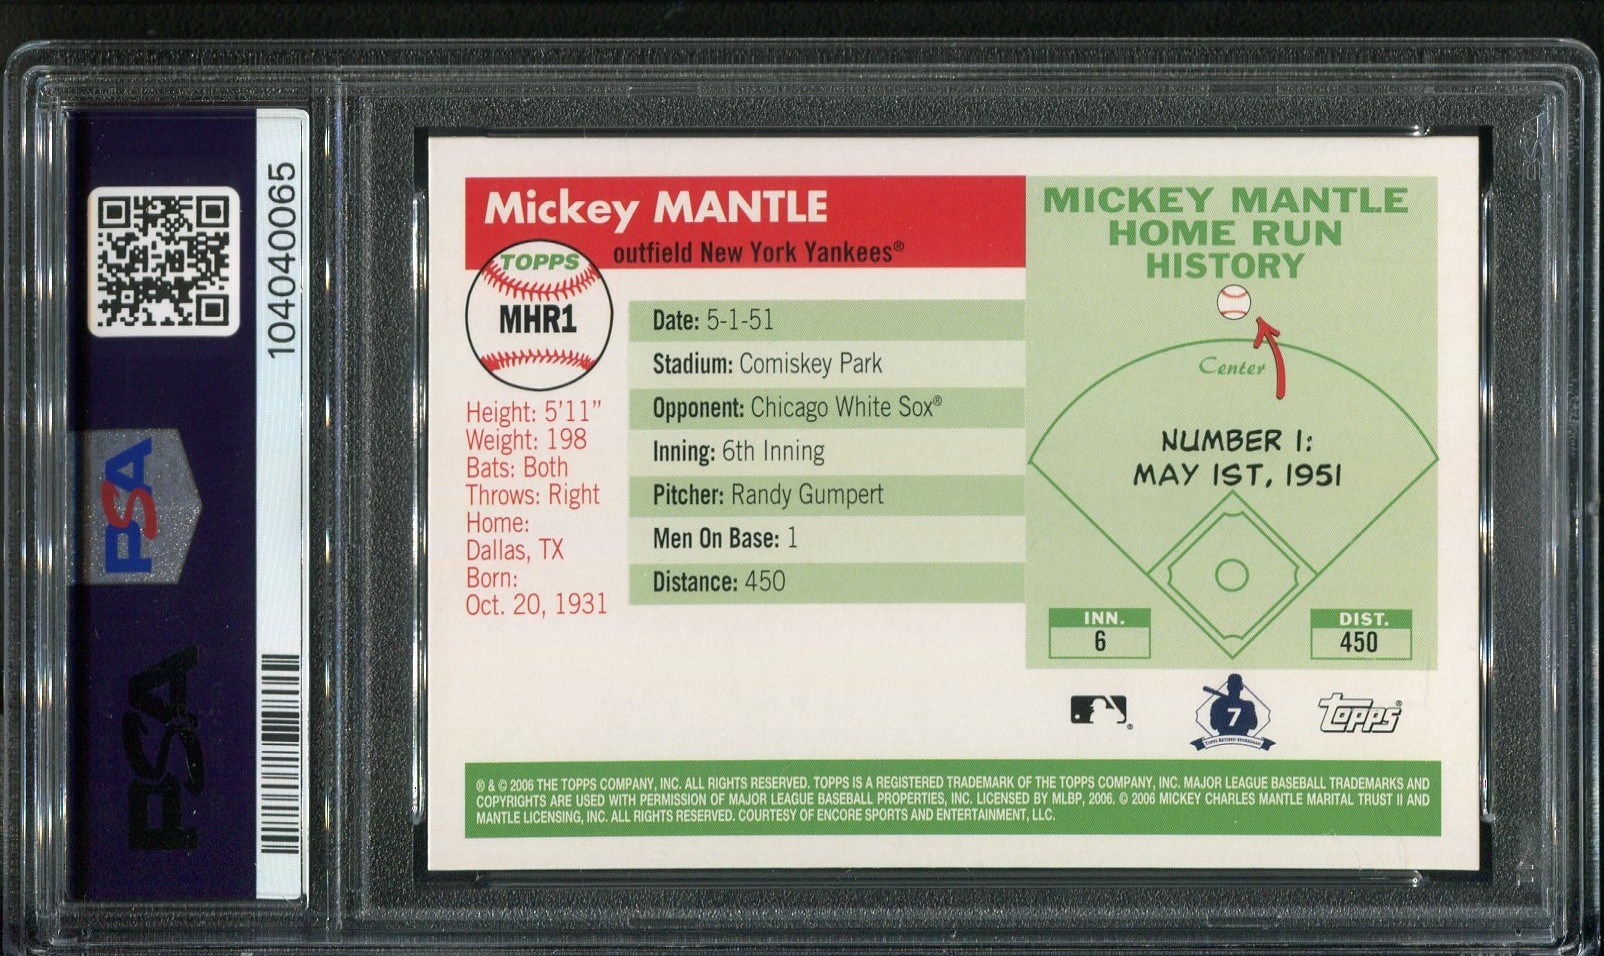 104040065
PSA
PSA
Mickey MANTLE
outfield New York Yankees®
TOPPS
MHR1
Height: 5'11"
Weight: 198
Bats: Both
Throws: Right
Home:
Dallas, TX
Born:
Oct. 20, 1931
Date: 5-1-51
Stadium: Comiskey Park
Opponent: Chicago White Sox®
Inning: 6th Inning
Pitcher: Randy Gumpert
Men On Base: 1
Distance: 450
MICKEY MANTLE
HOME RUN
HISTORY
Center
NUMBER 1:
MAY 1ST, 1951
INN.
6
DIST.
450
7
TOPPS RETIRED SPORTSMAN
Topps®
® & © 2006 THE TOPPS COMPANY, INC. ALL RIGHTS RESERVED. TOPPS IS A REGISTERED TRADEMARK OF THE TOPPS COMPANY, INC. MAJOR LEAGUE BASEBALL TRADEMARKS AND
COPYRIGHTS ARE USED WITH PERMISSION OF MAJOR LEAGUE BASEBALL PROPERTIES, INC. LICENSED BY MLBP, 2006. © 2006 MICKEY CHARLES MANTLE MARITAL TRUST II AND
MANTLE LICENSING, INC. ALL RIGHTS RESERVED. COURTESY OF ENCORE SPORTS AND ENTERTAINMENT, LLC.